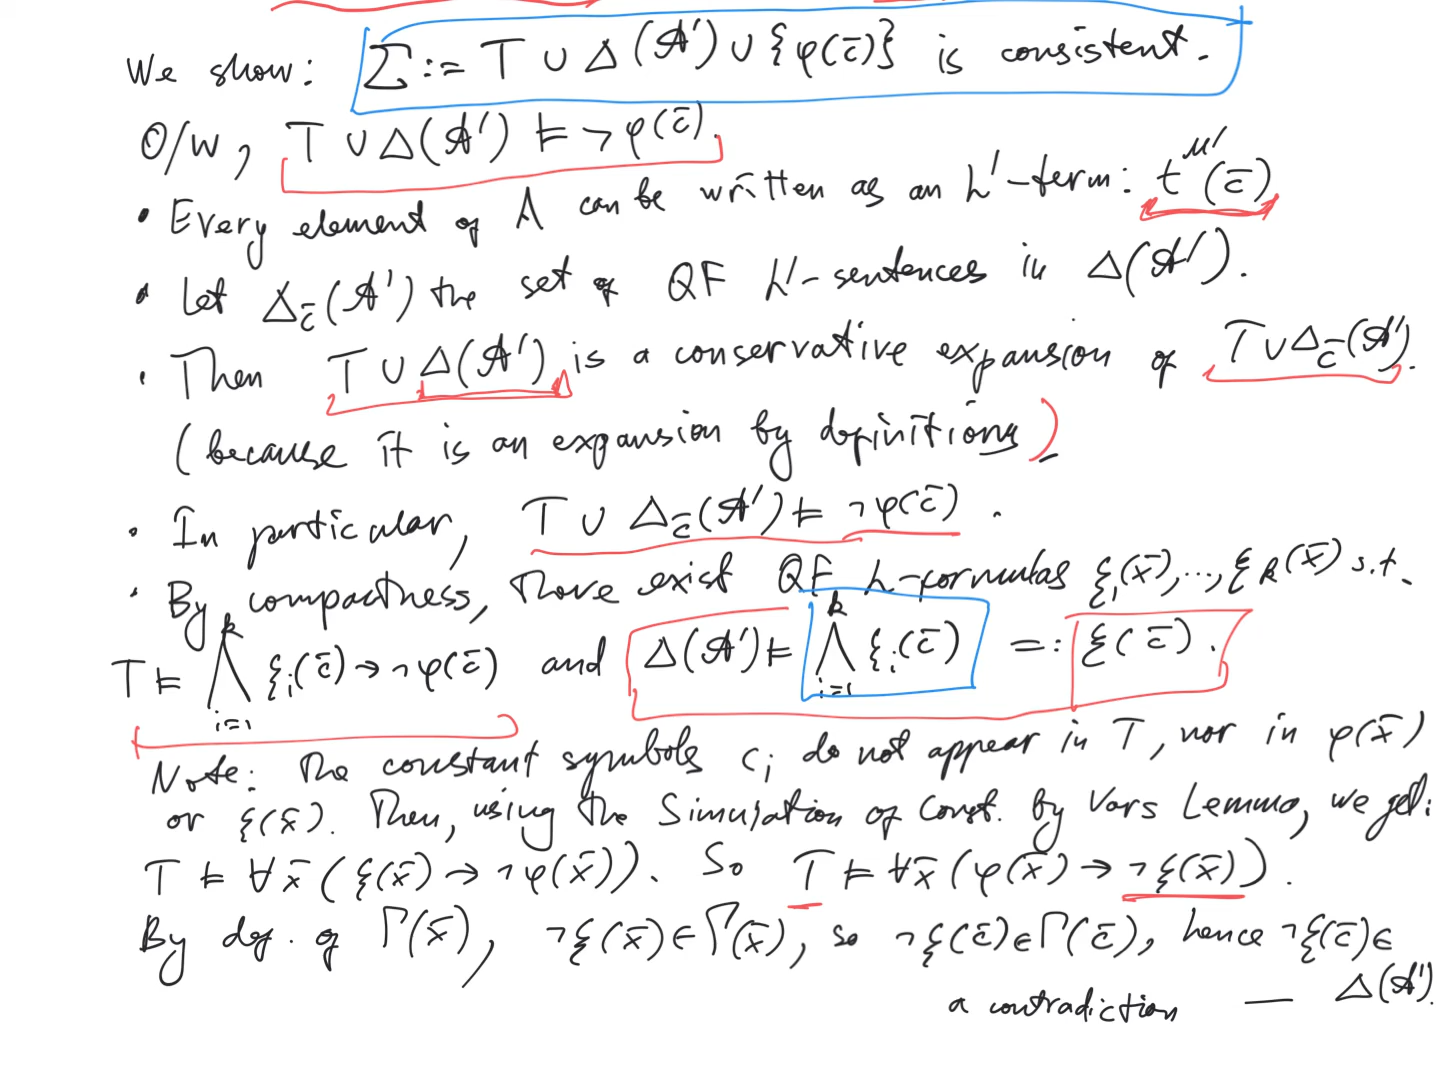 We show: Σ := T ∪ Δ(𝒜') ∪ {φ(c̄)} is consistent.
O/w, T ∪ Δ(𝒜') ⊨ ¬φ(c̄).
• Every element of A can be written as an L'-term: t^𝓜'(c̄)
• Let Δ_c̄(𝒜') the set of QF L'-sentences in Δ(𝒜').
• Then T ∪ Δ(𝒜') is a conservative expansion of T ∪ Δ_c̄(𝒜').
(because it is an expansion by definitions)
• In particular, T ∪ Δ_c̄(𝒜') ⊨ ¬φ(c̄).
• By compactness, there exist QF L-formulas ξ₁(x̄),..., ξ_k(x̄) s.t.
T ⊨ ⋀_{i=1}^k ξ_i(c̄) → ¬φ(c̄) and Δ(𝒜') ⊨ ⋀_{i=1}^k ξ_i(c̄) =: ξ(c̄).
Note: The constant symbols c_i do not appear in T, nor in φ(x̄)
or ξ(x̄). Then, using the Simulation of Const. by Vars Lemma, we get:
T ⊨ ∀x̄ (ξ(x̄) → ¬φ(x̄)). So T ⊨ ∀x̄ (φ(x̄) → ¬ξ(x̄)).
By def. of Γ(x̄), ¬ξ(x̄) ∈ Γ(x̄), so ¬ξ(c̄) ∈ Γ(c̄), hence ¬ξ(c̄) ∈
Δ(𝒜').
a contradiction —